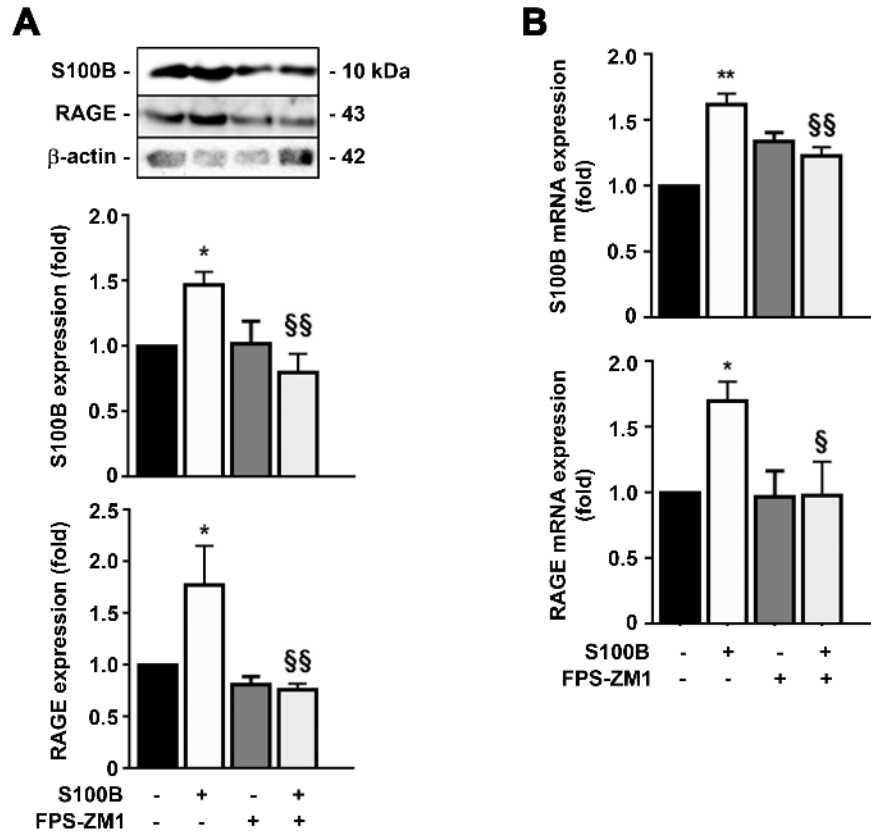 A
S100B - - 10 kDa
RAGE - - 43
β-actin - - 42
S100B expression (fold)
2.0
1.5
1.0
0.5
0
*
§§
RAGE expression (fold)
2.5
2.0
1.5
1.0
0.5
0
*
§§
S100B - + - +
FPS-ZM1 - - + +
B
S100B mRNA expression
(fold)
2.0
1.5
1.0
0.5
0
**
§§
RAGE mRNA expression
(fold)
2.0
1.5
1.0
0.5
0
*
§
S100B - + - +
FPS-ZM1 - - + +